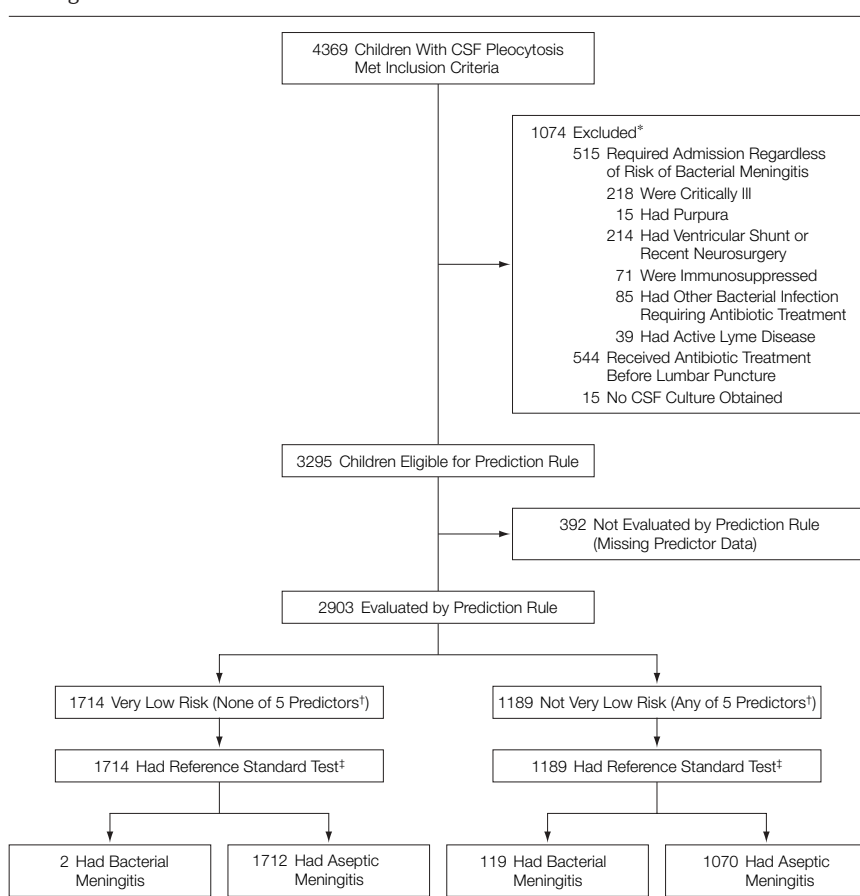 4369 Children With CSF Pleocytosis
Met Inclusion Criteria
1074 Excluded*
515 Required Admission Regardless
of Risk of Bacterial Meningitis
218 Were Critically Ill
15 Had Purpura
214 Had Ventricular Shunt or
Recent Neurosurgery
71 Were Immunosuppressed
85 Had Other Bacterial Infection
Requiring Antibiotic Treatment
39 Had Active Lyme Disease
544 Received Antibiotic Treatment
Before Lumbar Puncture
15 No CSF Culture Obtained
3295 Children Eligible for Prediction Rule
392 Not Evaluated by Prediction Rule
(Missing Predictor Data)
2903 Evaluated by Prediction Rule
1714 Very Low Risk (None of 5 Predictors†)
1189 Not Very Low Risk (Any of 5 Predictors†)
1714 Had Reference Standard Test‡
1189 Had Reference Standard Test‡
2 Had Bacterial
Meningitis
1712 Had Aseptic
Meningitis
119 Had Bacterial
Meningitis
1070 Had Aseptic
Meningitis